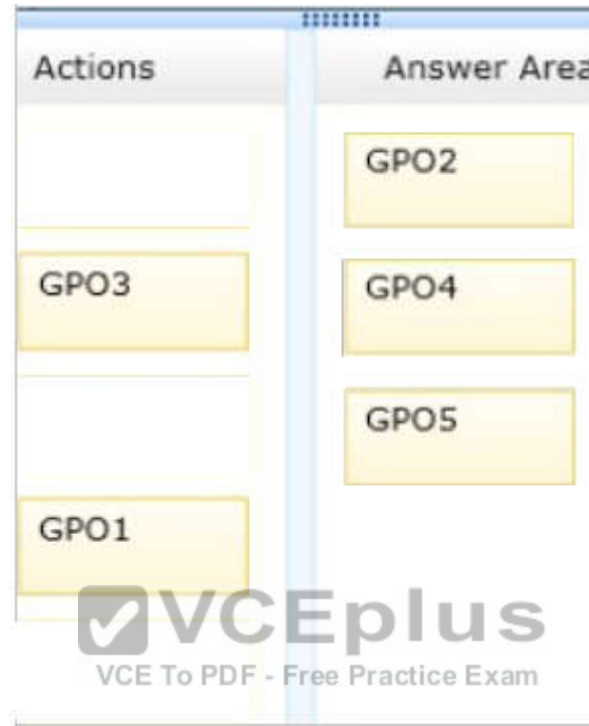 Actions
Answer Area
GPO2
GPO3
GPO4
GPO5
GPO1
VCEplus
VCE To PDF - Free Practice Exam